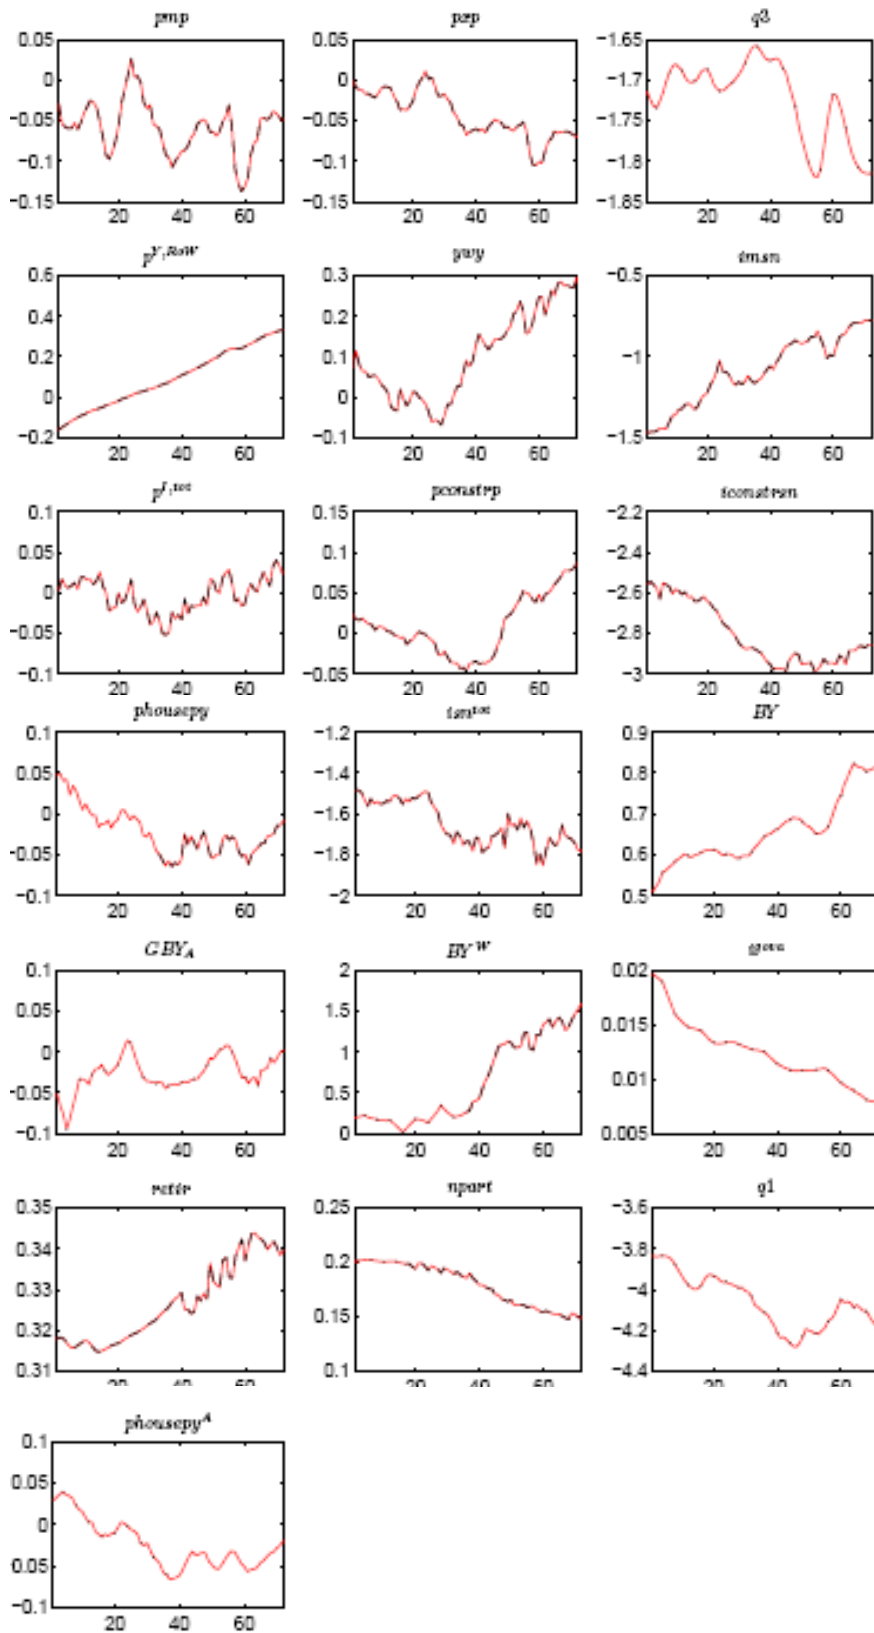 pmp pxp q3
0.05 0.05 −1.65
0 0 −1.7
−0.05 −0.05 −1.75
−0.1 −0.1 −1.8
−0.15 −0.15 −1.85
20 40 60 20 40 60 20 40 60
p^{Y,RoW} ywy imsn
0.6 0.3 −0.5
0.4 0.2
0.2 0.1 −1
0 0
−0.2 −0.1 −1.5
20 40 60 20 40 60 20 40 60
p^{I,tot} pconstrp iconstrsn
0.1 0.15 −2.2
0.05 0.1 −2.4
0 0.05 −2.6
−0.05 0 −2.8
−0.1 −0.05 −3
20 40 60 20 40 60 20 40 60
phousepy isn^{tot} BY
0.1 −1.2 0.9
0.05 −1.4 0.8
0 −1.6 0.7
−0.05 −1.8 0.6
−0.1 −2 0.5
20 40 60 20 40 60 20 40 60
GBY_A BY^W
0.1 2 0.02
0.05 1.5 0.015
0 1 0.01
−0.05 0.5
−0.1 0 0.005
20 40 60 20 40 60 20 40 60
retir npart q1
0.35 0.25 −3.6
0.34 0.2 −3.8
0.33 −4
0.32 0.15 −4.2
0.31 0.1 −4.4
20 40 60 20 40 60 20 40 60
phousepy^A
0.1
0.05
0
0.05
−0.1
20 40 60